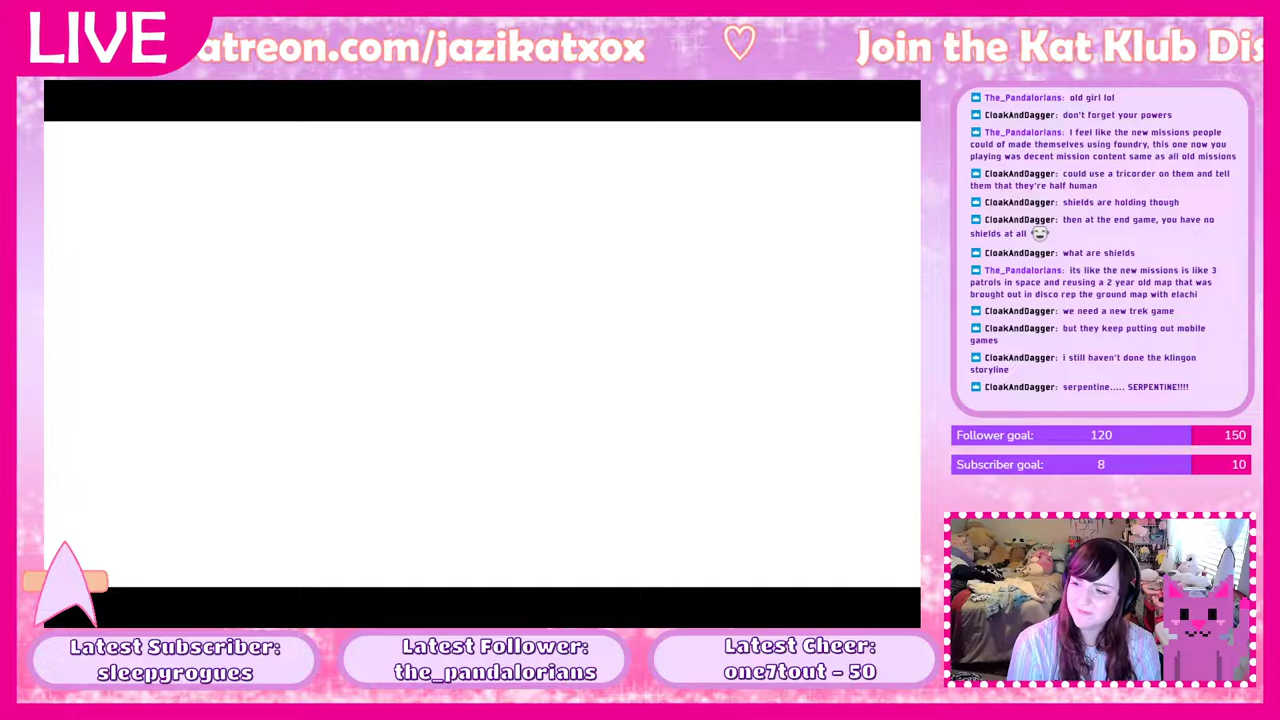 LIVE
atreon.com/jazikatxox
Join the Kat Klub Dis
The_Pandalorians: old girl lol
CloakAndDagger: don't forget your powers
The_Pandalorians: I feel like the new missions people
could of made themselves using foundry, this one now you
playing was decent mission content same as all old missions
CloakAndDagger: could use a tricorder on them and tell
them that they're half human
CloakAndDagger: shields are holding though
CloakAndDagger: then at the end game, you have no
shields at all
CloakAndDagger: what are shields
The_Pandalorians: its like the new missions is like 3
patrols in space and reusing a 2 year old map that was
brought out in disco rep the ground map with elachi
CloakAndDagger: we need a new trek game
CloakAndDagger: but they keep putting out mobile
games
CloakAndDagger: i still haven't done the klingon
storyline
CloakAndDagger: serpentine..... SERPENTINE!!!!
Follower goal: 120 150
Subscriber goal: 8 10
Latest Subscriber:
sleepyrogues
Latest Follower:
the_pandalorians
Latest Cheer:
one7tout - 50